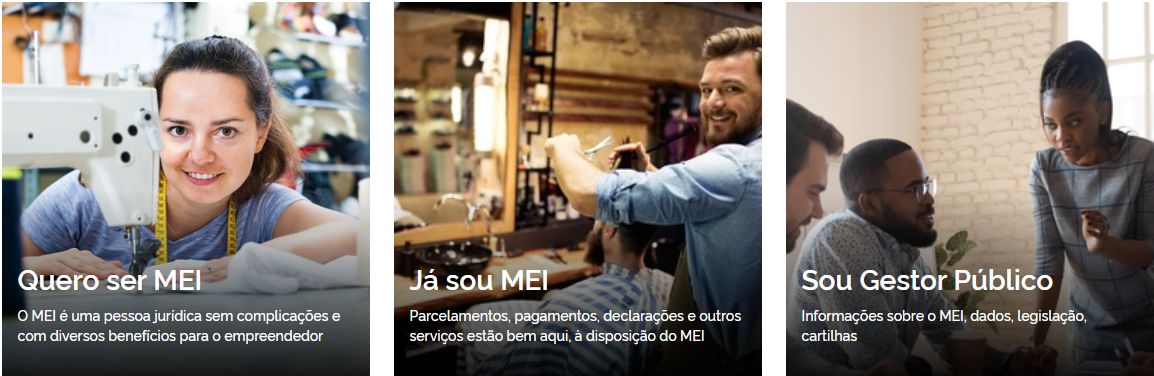 Quero ser MEI
O MEI é uma pessoa jurídica sem complicações e
com diversos benefícios para o empreendedor
Já sou MEI
Parcelamentos, pagamentos, declarações e outros
serviços estão bem aqui, à disposição do MEI
Sou Gestor Público
Informações sobre o MEI, dados, legislação,
cartilhas